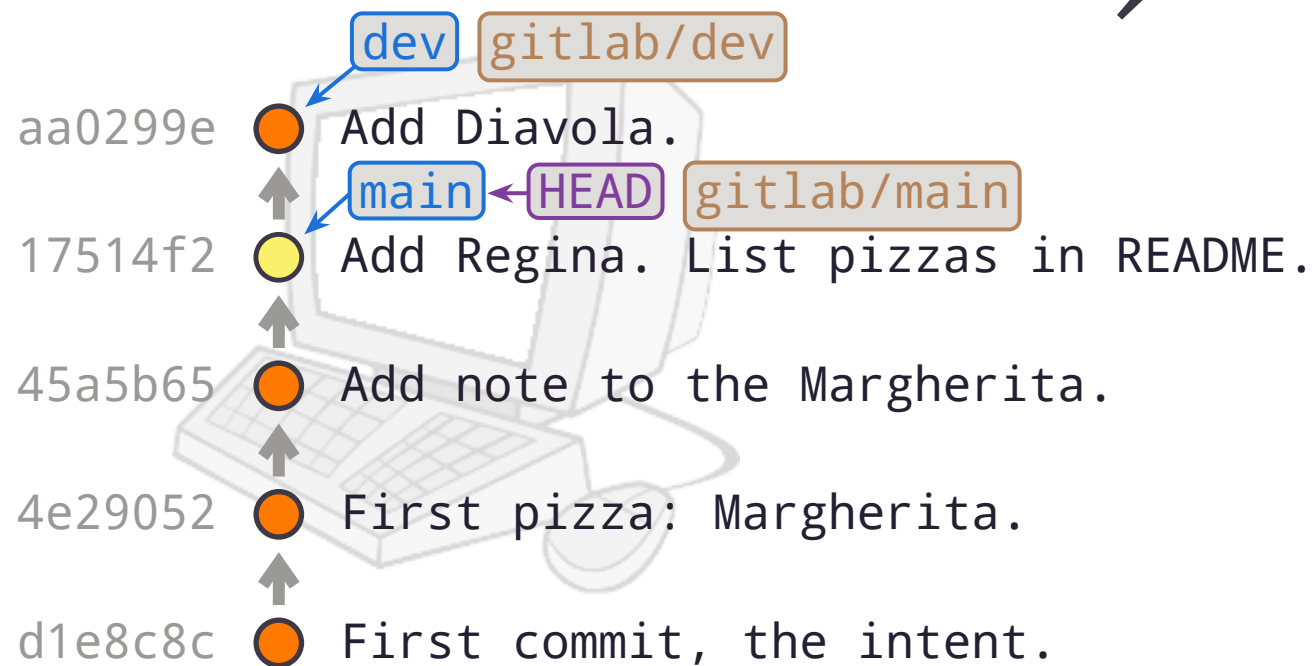 dev gitlab/dev
aa0299e Add Diavola.
main HEAD gitlab/main
17514f2 Add Regina. List pizzas in README.
45a5b65 Add note to the Margherita.
4e29052 First pizza: Margherita.
d1e8c8c First commit, the intent.